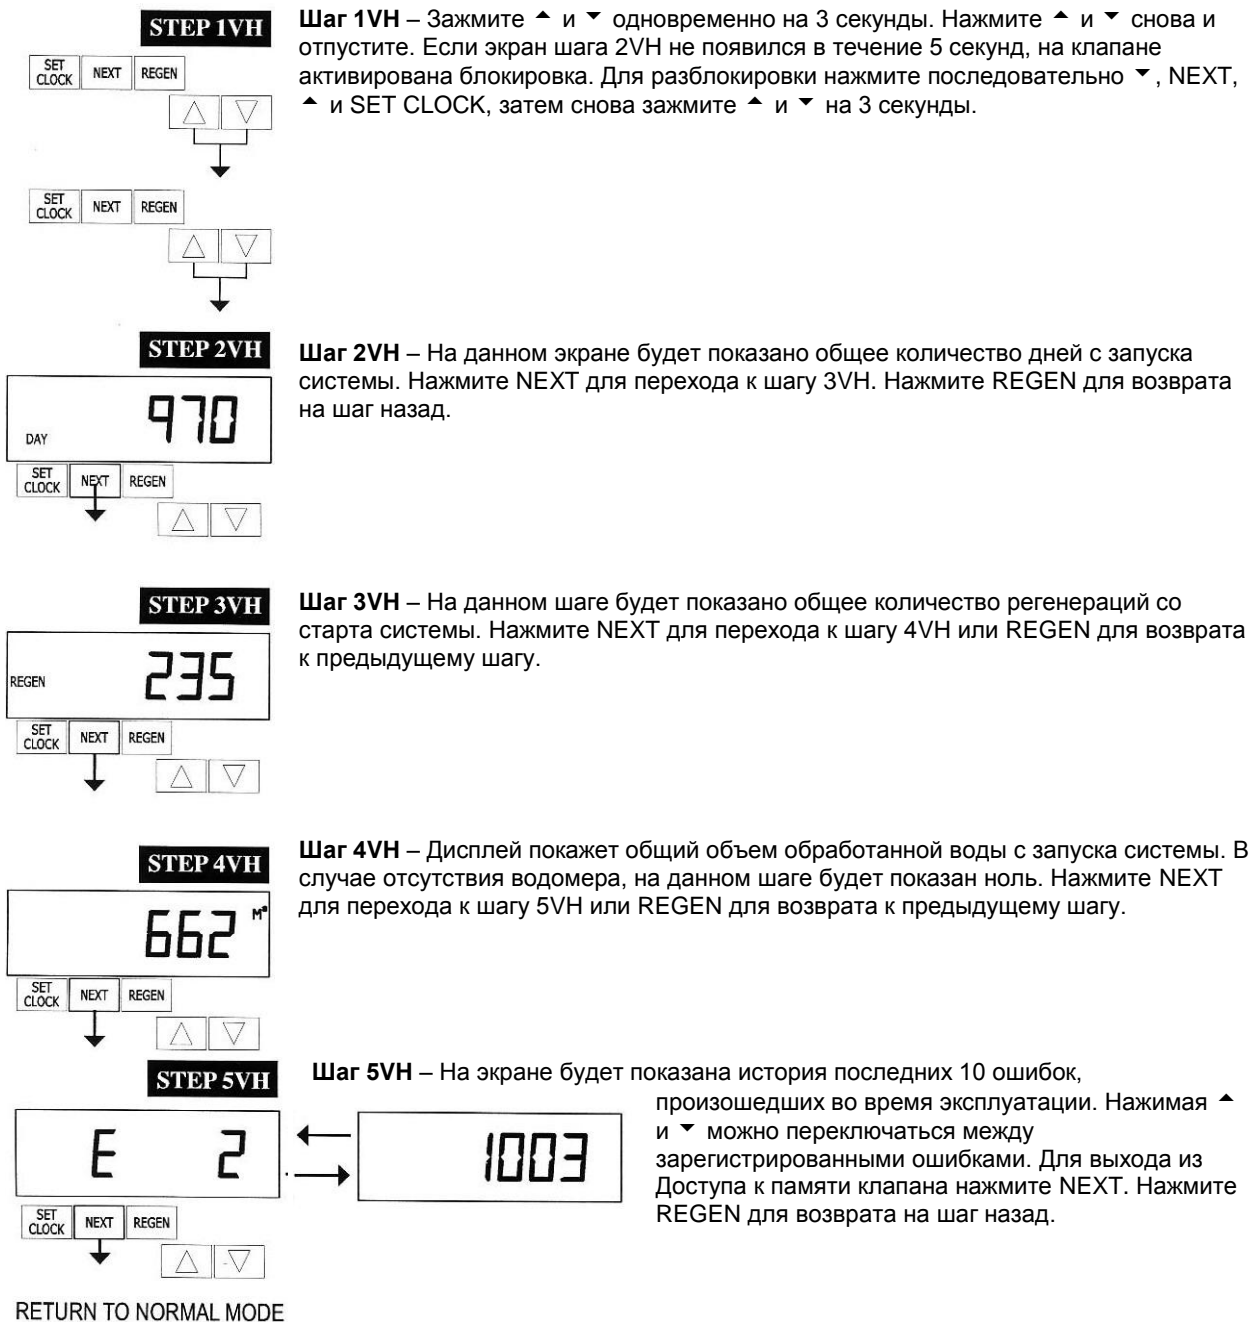 STEP 1VH
Шаг 1VH – Зажмите ▲ и ▼ одновременно на 3 секунды. Нажмите ▲ и ▼ снова и
отпустите. Если экран шага 2VH не появился в течение 5 секунд, на клапане
активирована блокировка. Для разблокировки нажмите последовательно ▼, NEXT,
▲ и SET CLOCK, затем снова зажмите ▲ и ▼ на 3 секунды.
SET CLOCK NEXT REGEN
SET CLOCK NEXT REGEN
STEP 2VH
Шаг 2VH – На данном экране будет показано общее количество дней с запуска
системы. Нажмите NEXT для перехода к шагу 3VH. Нажмите REGEN для возврата
на шаг назад.
DAY 970
SET CLOCK NEXT REGEN
STEP 3VH
Шаг 3VH – На данном шаге будет показано общее количество регенераций со
старта системы. Нажмите NEXT для перехода к шагу 4VH или REGEN для возврата
к предыдущему шагу.
REGEN 235
SET CLOCK NEXT REGEN
STEP 4VH
Шаг 4VH – Дисплей покажет общий объем обработанной воды с запуска системы. В
случае отсутствия водомера, на данном шаге будет показан ноль. Нажмите NEXT
для перехода к шагу 5VH или REGEN для возврата к предыдущему шагу.
662 м³
SET CLOCK NEXT REGEN
STEP 5VH
Шаг 5VH – На экране будет показана история последних 10 ошибок,
произошедших во время эксплуатации. Нажимая ▲
и ▼ можно переключаться между
зарегистрированными ошибками. Для выхода из
Доступа к памяти клапана нажмите NEXT. Нажмите
REGEN для возврата на шаг назад.
E 2
1003
SET CLOCK NEXT REGEN
RETURN TO NORMAL MODE